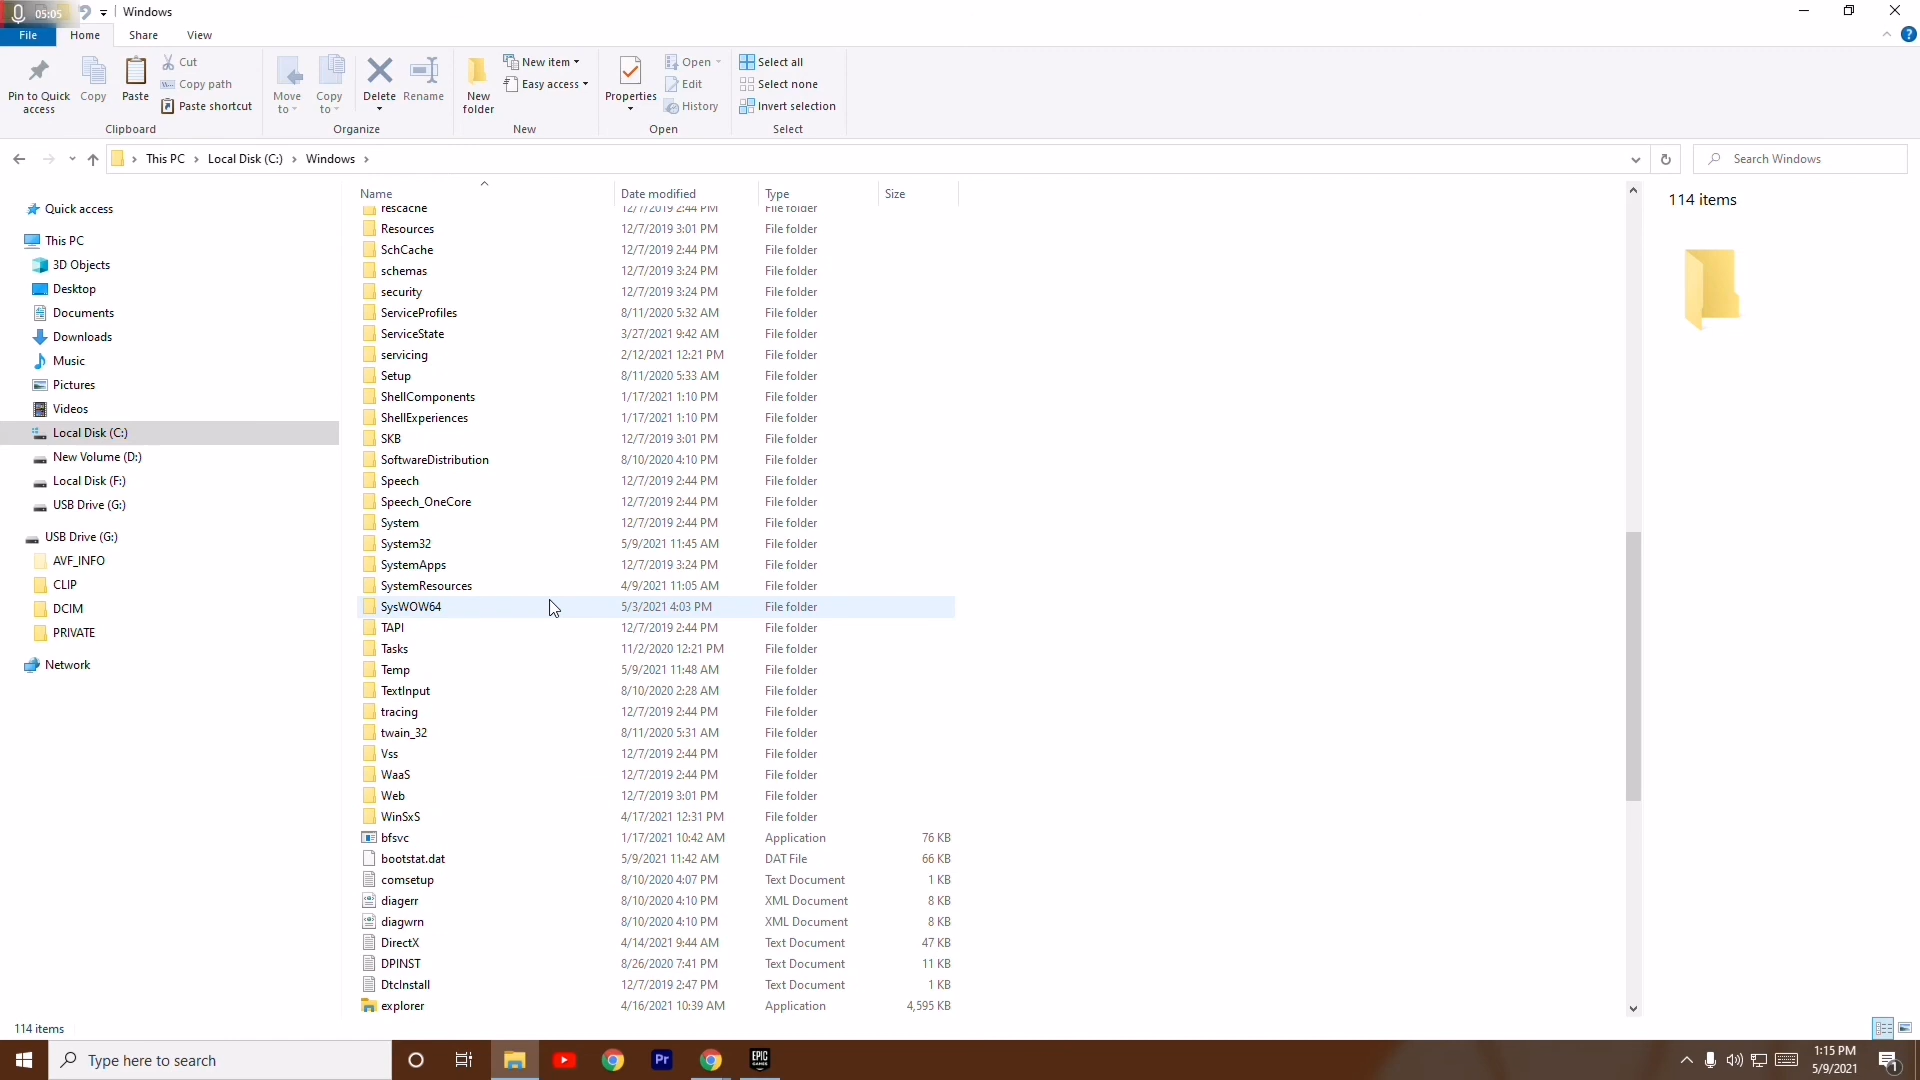 05:05 Windows
File Home Share View
Pin to Quick access
Copy
Paste
Cut
Copy path
Paste shortcut
Move to
Copy to
Delete
Rename
New folder
New item
Easy access
Properties
Open
Edit
History
Select all
Select none
Invert selection
Clipboard Organize New Open Select
This PC Local Disk (C:) Windows
Search Windows
Name Date modified Type Size
114 items
Quick access
This PC
3D Objects
Desktop
Documents
Downloads
Music
Pictures
Videos
Local Disk (C:)
New Volume (D:)
Local Disk (F:)
USB Drive (G:)
USB Drive (G:)
AVF_INFO
CLIP
DCIM
PRIVATE
Network
rescache 12/7/2019 2:44 PM File folder
Resources 12/7/2019 3:01 PM File folder
SchCache 12/7/2019 2:44 PM File folder
schemas 12/7/2019 3:24 PM File folder
security 12/7/2019 3:24 PM File folder
ServiceProfiles 8/11/2020 5:32 AM File folder
ServiceState 3/27/2021 9:42 AM File folder
servicing 2/12/2021 12:21 PM File folder
Setup 8/11/2020 5:33 AM File folder
ShellComponents 1/17/2021 1:10 PM File folder
ShellExperiences 1/17/2021 1:10 PM File folder
SKB 12/7/2019 3:01 PM File folder
SoftwareDistribution 8/10/2020 4:10 PM File folder
Speech 12/7/2019 2:44 PM File folder
Speech_OneCore 12/7/2019 2:44 PM File folder
System 12/7/2019 2:44 PM File folder
System32 5/9/2021 11:45 AM File folder
SystemApps 12/7/2019 3:24 PM File folder
SystemResources 4/9/2021 11:05 AM File folder
SysWOW64 5/3/2021 4:03 PM File folder
TAPI 12/7/2019 2:44 PM File folder
Tasks 11/2/2020 12:21 PM File folder
Temp 5/9/2021 11:48 AM File folder
TextInput 8/10/2020 2:28 AM File folder
tracing 12/7/2019 2:44 PM File folder
twain_32 8/11/2020 5:31 AM File folder
Vss 12/7/2019 2:44 PM File folder
WaaS 12/7/2019 2:44 PM File folder
Web 12/7/2019 3:01 PM File folder
WinSxS 4/17/2021 12:31 PM File folder
bfsvc 1/17/2021 10:42 AM Application 76 KB
bootstat.dat 5/9/2021 11:42 AM DAT File 66 KB
comsetup 8/10/2020 4:07 PM Text Document 1 KB
diagerr 8/10/2020 4:10 PM XML Document 8 KB
diagwrn 8/10/2020 4:10 PM XML Document 8 KB
DirectX 4/14/2021 9:44 AM Text Document 47 KB
DPINST 8/26/2020 7:41 PM Text Document 11 KB
DtcInstall 12/7/2019 2:47 PM Text Document 1 KB
explorer 4/16/2021 10:39 AM Application 4,595 KB
114 items
Type here to search
Pr
EPIC GAMES
1:15 PM
5/9/2021
1